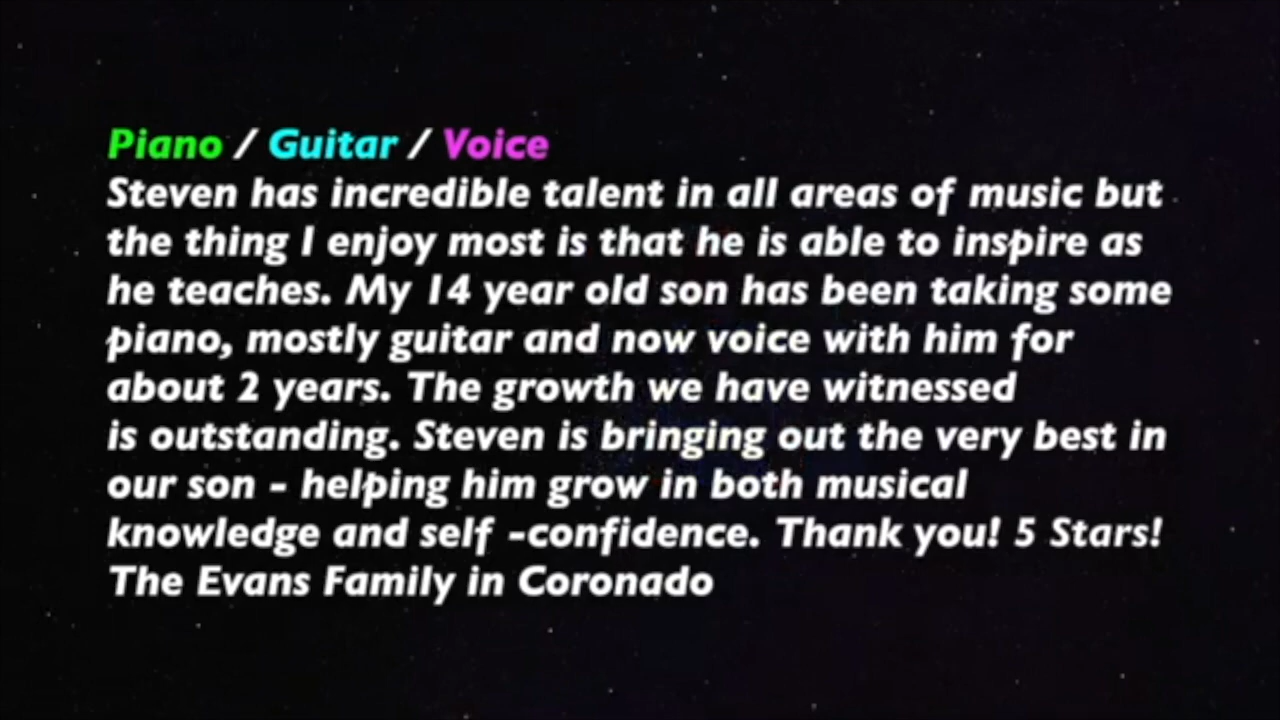 Piano / Guitar / Voice
Steven has incredible talent in all areas of music but
the thing I enjoy most is that he is able to inspire as
he teaches. My 14 year old son has been taking some
piano, mostly guitar and now voice with him for
about 2 years. The growth we have witnessed
is outstanding. Steven is bringing out the very best in
our son - helping him grow in both musical
knowledge and self -confidence. Thank you! 5 Stars!
The Evans Family in Coronado